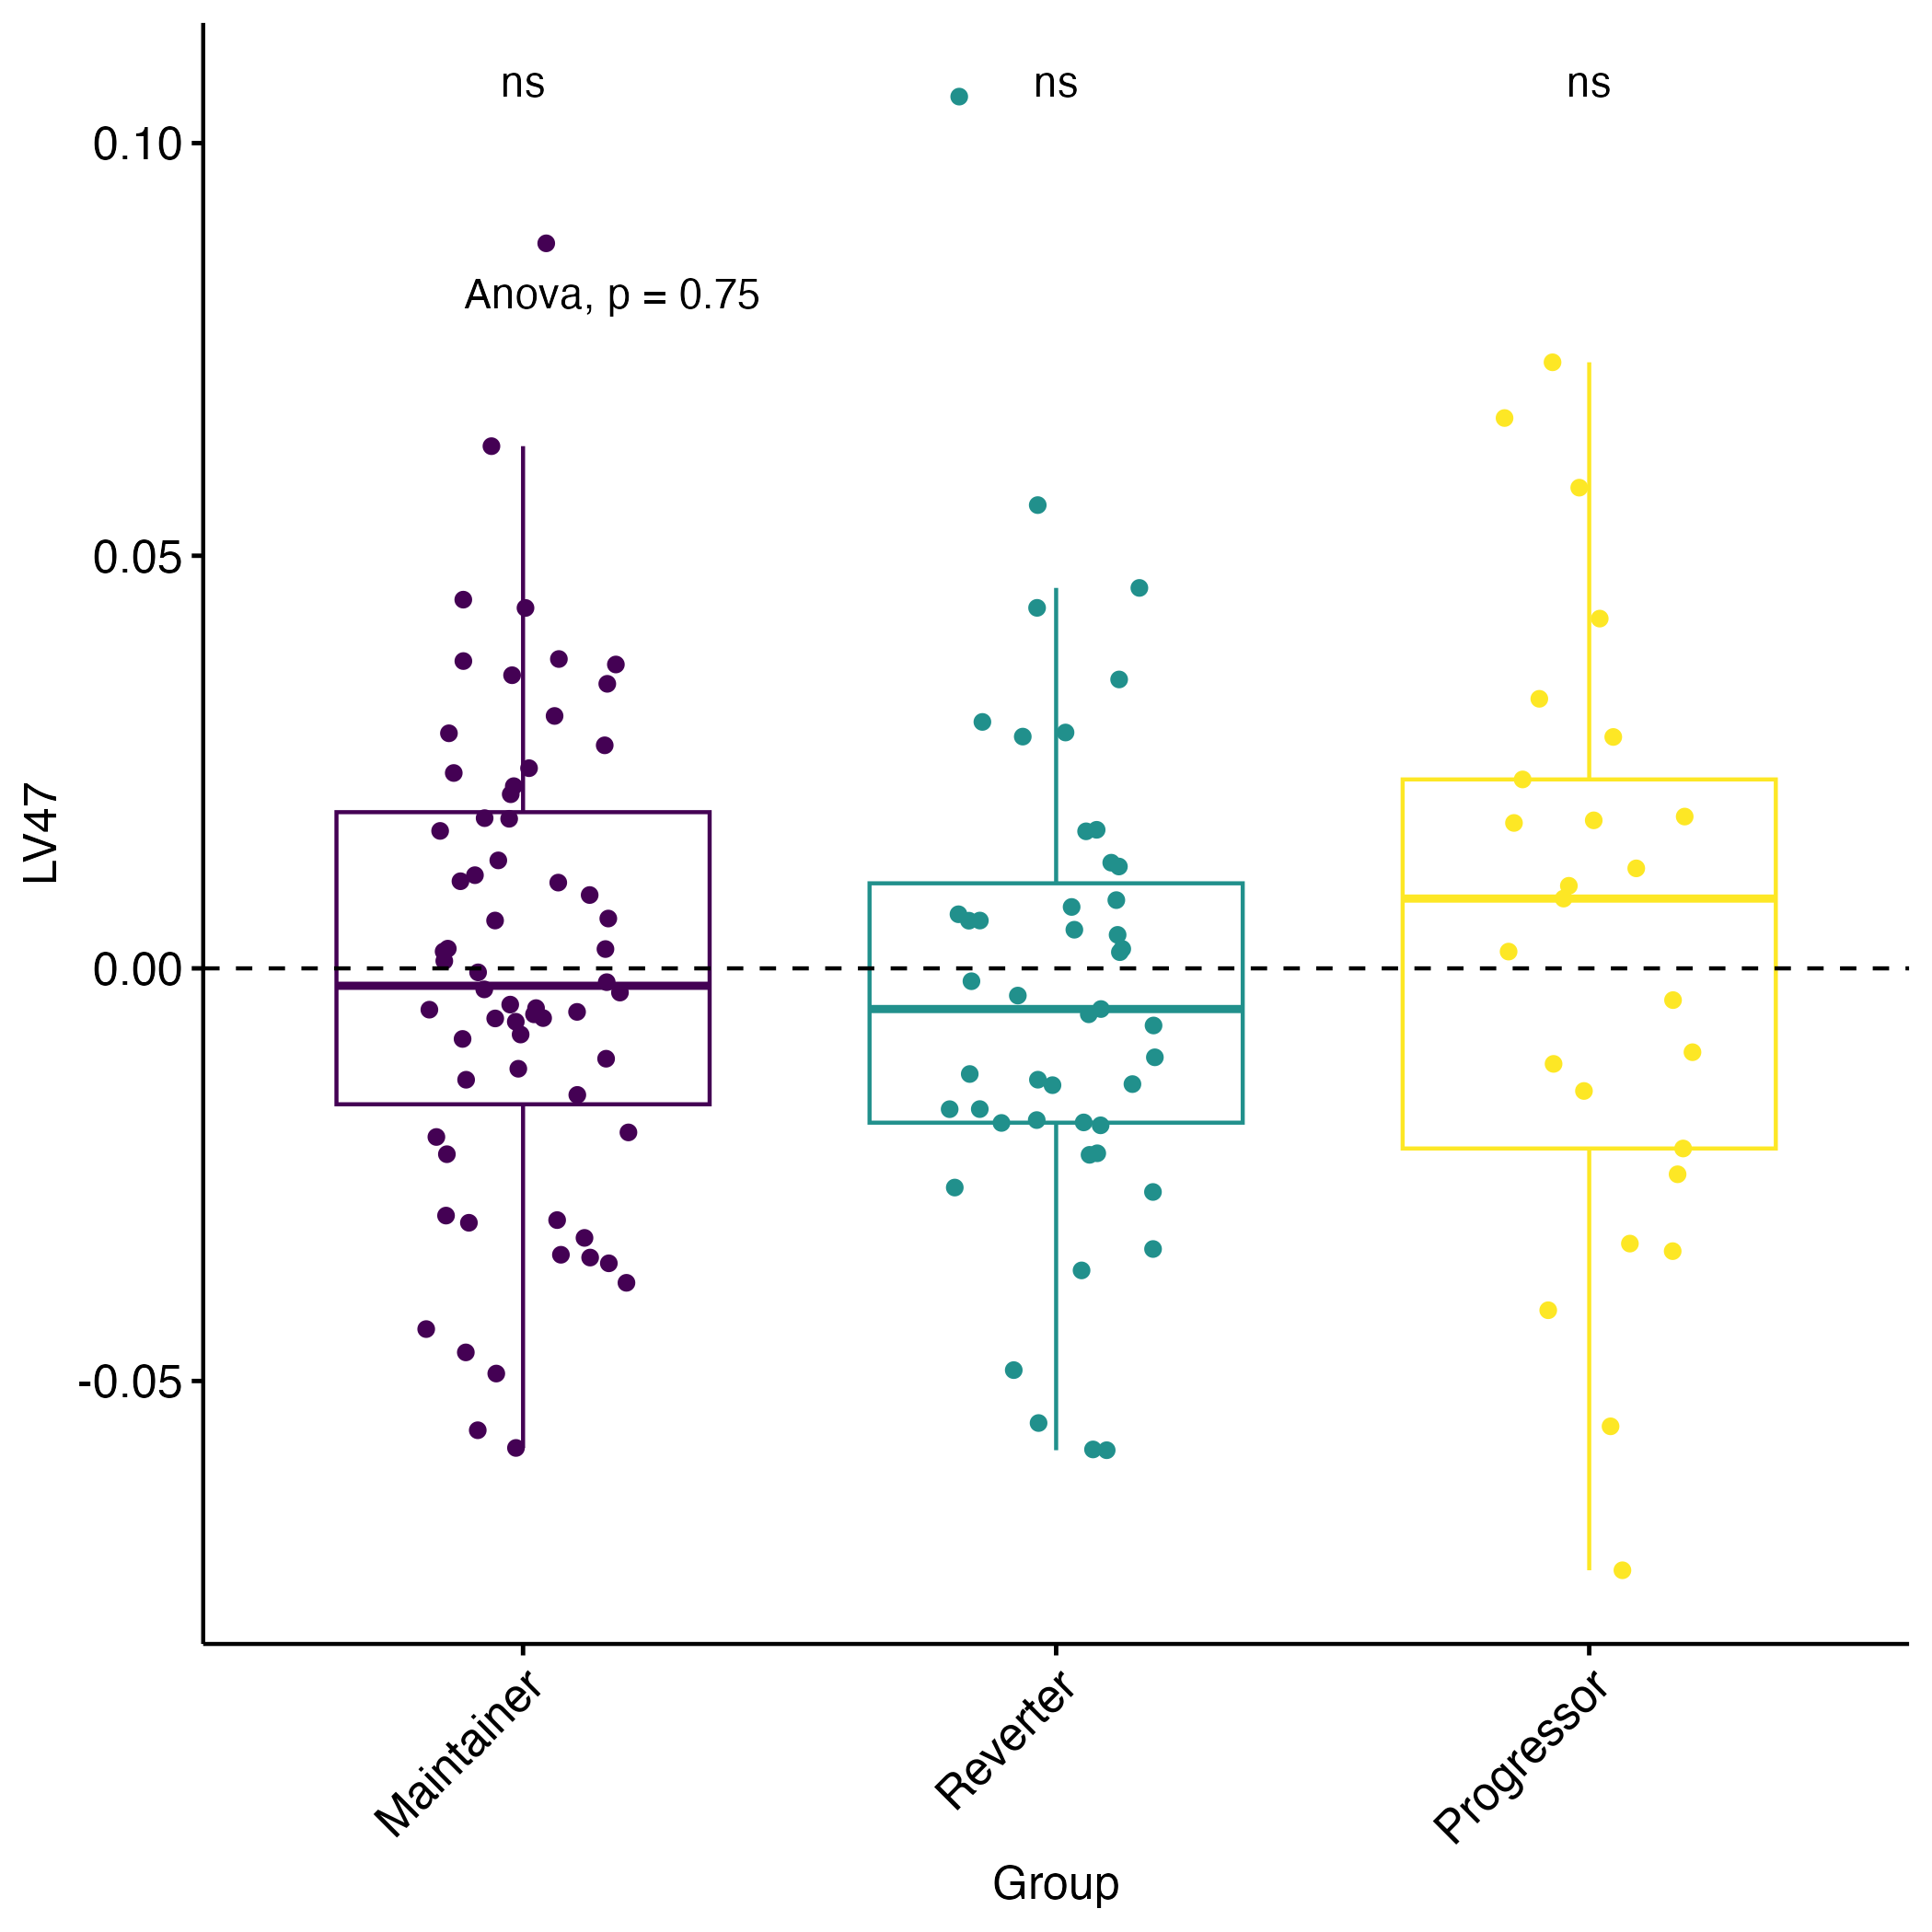 ns ns ns
0.10
Anova, p = 0.75
0.05
LV47
0.00
-0.05
Maintainer Reverter Progressor
Group